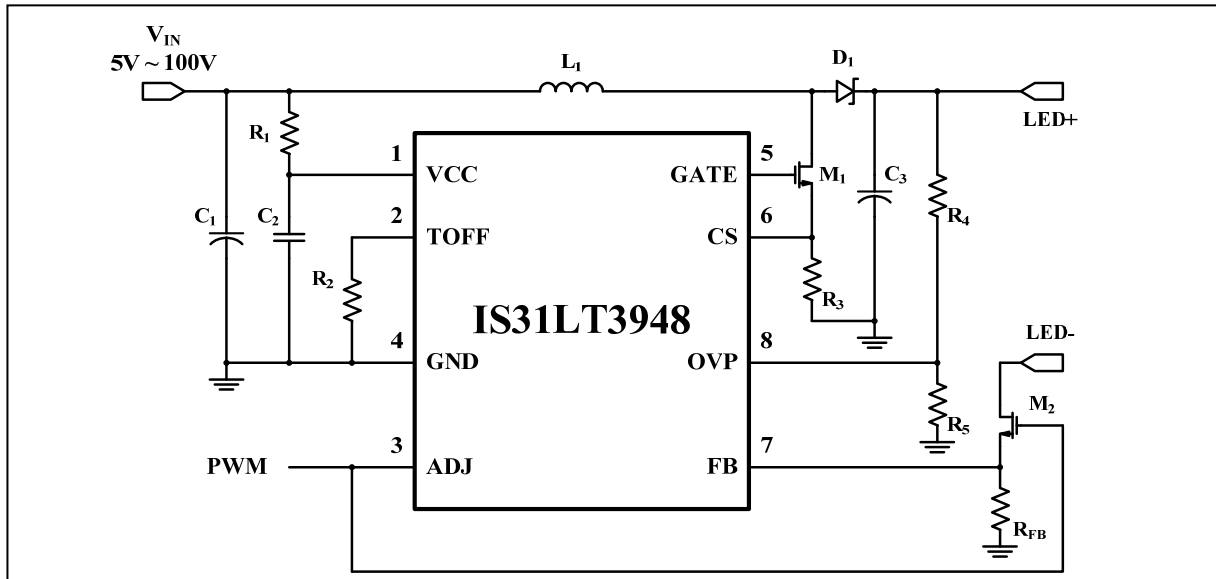 VIN
5V ~ 100V
L1
D1
LED+
R1
1
VCC
GATE
5
M1
C3
R4
C1
C2
2
TOFF
CS
6
R2
R3
IS31LT3948
4
GND
OVP
8
LED-
M2
R5
3
PWM
ADJ
FB
7
RFB